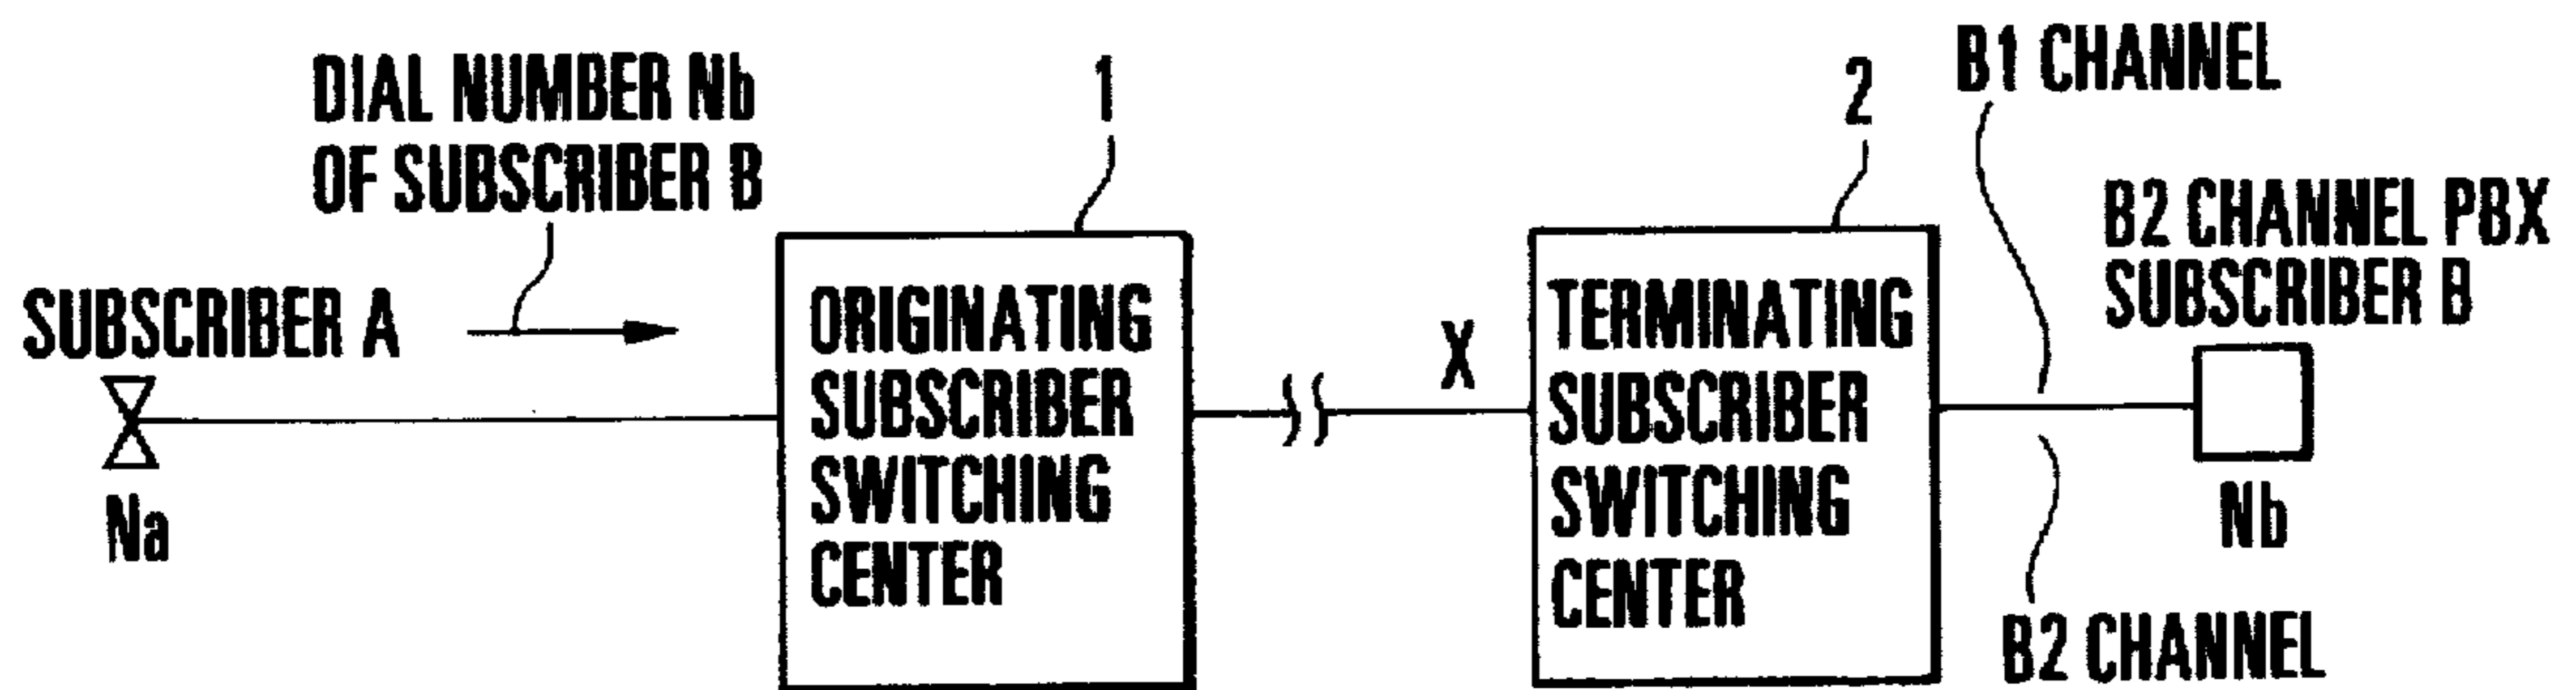 DIAL NUMBER Nb
OF SUBSCRIBER B
1
2
B1 CHANNEL
B2 CHANNEL PBX
SUBSCRIBER B
SUBSCRIBER A
ORIGINATING
SUBSCRIBER
SWITCHING
CENTER
X
TERMINATING
SUBSCRIBER
SWITCHING
CENTER
Na
Nb
B2 CHANNEL